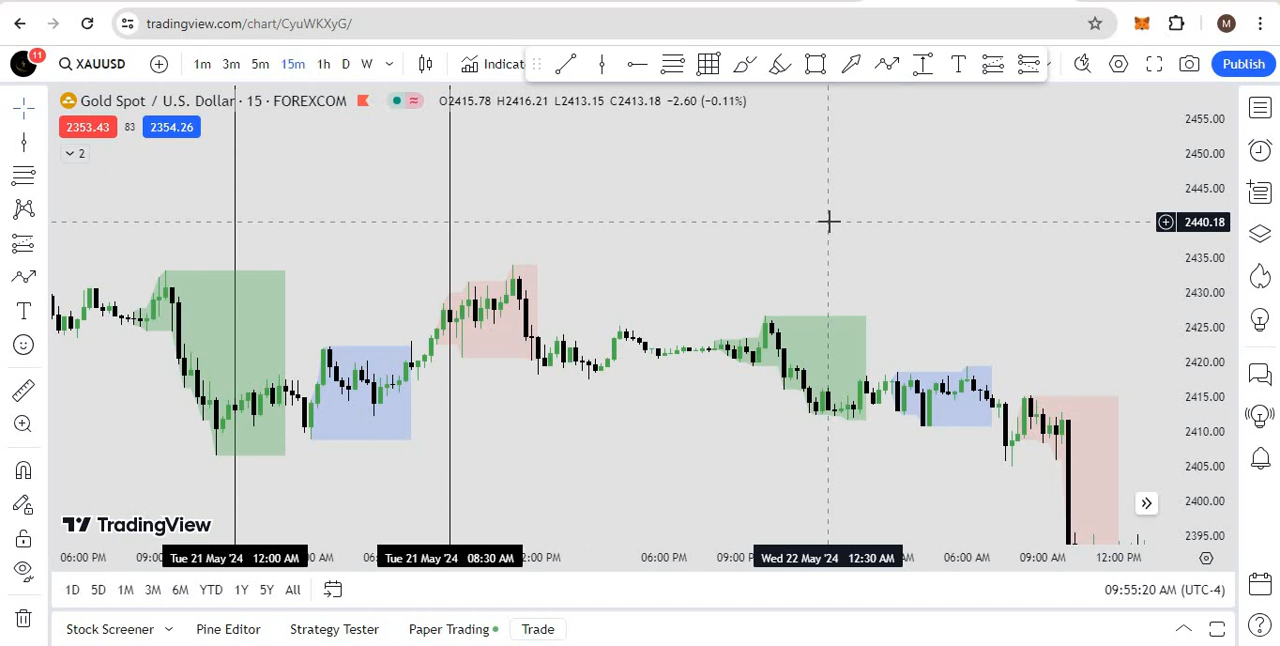 tradingview.com/chart/CyuWKXyG/
M
11
XAUUSD
1m 3m 5m 15m 1h D W
Indicat
T
Publish
Gold Spot / U.S. Dollar · 15 · FOREXCOM
O2415.78 H2416.21 L2413.15 C2413.18 -2.60 (-0.11%)
2353.43 83 2354.26
2
2455.00
2450.00
2445.00
2440.18
2435.00
2430.00
2425.00
2420.00
2415.00
2410.00
2405.00
2400.00
2395.00
T
TradingView
06:00 PM 09:00 Tue 21 May '24 12:00 AM AM 06: Tue 21 May '24 08:30 AM 2:00 PM 06:00 PM 09:00 P Wed 22 May '24 12:30 AM AM 06:00 AM 09:00 AM 12:00 PM
1D 5D 1M 3M 6M YTD 1Y 5Y All
09:55:20 AM (UTC-4)
Stock Screener Pine Editor Strategy Tester Paper Trading Trade